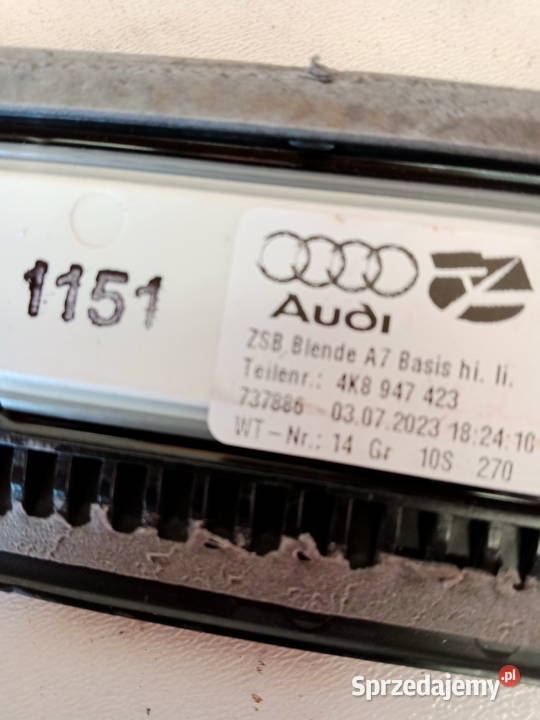 1151
Audi
ZSB Blende A7 Basis hi. li.
Teilenr.: 4K8 947 423
737886 - 03.07.2023 18:24:10
WT-Nr.: 14 Gr 10S 270
Sprzedajemy.pl